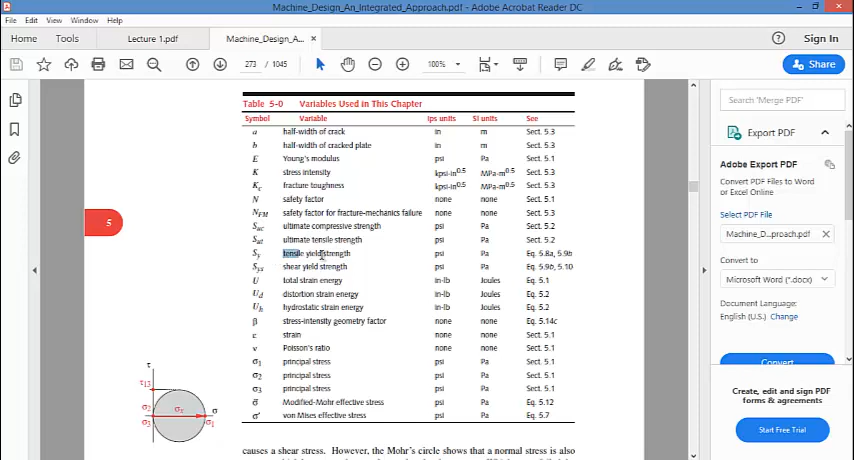 Machine_Design_An_Integrated_Approach.pdf - Adobe Acrobat Reader DC
File Edit View Window Help
Home Tools Lecture 1.pdf Machine_Design_A... × Sign In
273 / 1045 100% Share
Table 5-0 Variables Used in This Chapter
Symbol Variable Ips units SI units See
a half-width of crack in m Sect. 5.3
b half-width of cracked plate in m Sect. 5.3
E Young's modulus psi Pa Sect. 5.1
K stress intensity kpsi-in0.5 MPa-m0.5 Sect. 5.3
Kc fracture toughness kpsi-in0.5 MPa-m0.5 Sect. 5.3
N safety factor none none Sect. 5.1
NFM safety factor for fracture-mechanics failure none none Sect. 5.3
Suc ultimate compressive strength psi Pa Sect. 5.2
Sut ultimate tensile strength psi Pa Sect. 5.2
Sy tensile yield strength psi Pa Eq. 5.8a, 5.9b
Sys shear yield strength psi Pa Eq. 5.9b, 5.10
U total strain energy in-lb Joules Eq. 5.1
Ud distortion strain energy in-lb Joules Eq. 5.2
Uh hydrostatic strain energy in-lb Joules Eq. 5.2
β stress-intensity geometry factor none none Eq. 5.14c
ε strain none none Sect. 5.1
ν Poisson's ratio none none Sect. 5.1
σ1 principal stress psi Pa Sect. 5.1
σ2 principal stress psi Pa Sect. 5.1
σ3 principal stress psi Pa Sect. 5.1
σ̃ Modified-Mohr effective stress psi Pa Eq. 5.12
σ' von Mises effective stress psi Pa Eq. 5.7
5
τ
τ13
σ2 σx σ
σ3 σ1
causes a shear stress. However, the Mohr's circle shows that a normal stress is also
Search "Merge PDF"
Export PDF
Adobe Export PDF
Convert PDF Files to Word
or Excel Online
Select PDF File
Machine_D...proach.pdf ×
Convert to
Microsoft Word (*.docx)
Document Language:
English (U.S.) Change
Convert
Create, edit and sign PDF
forms & agreements
Start Free Trial